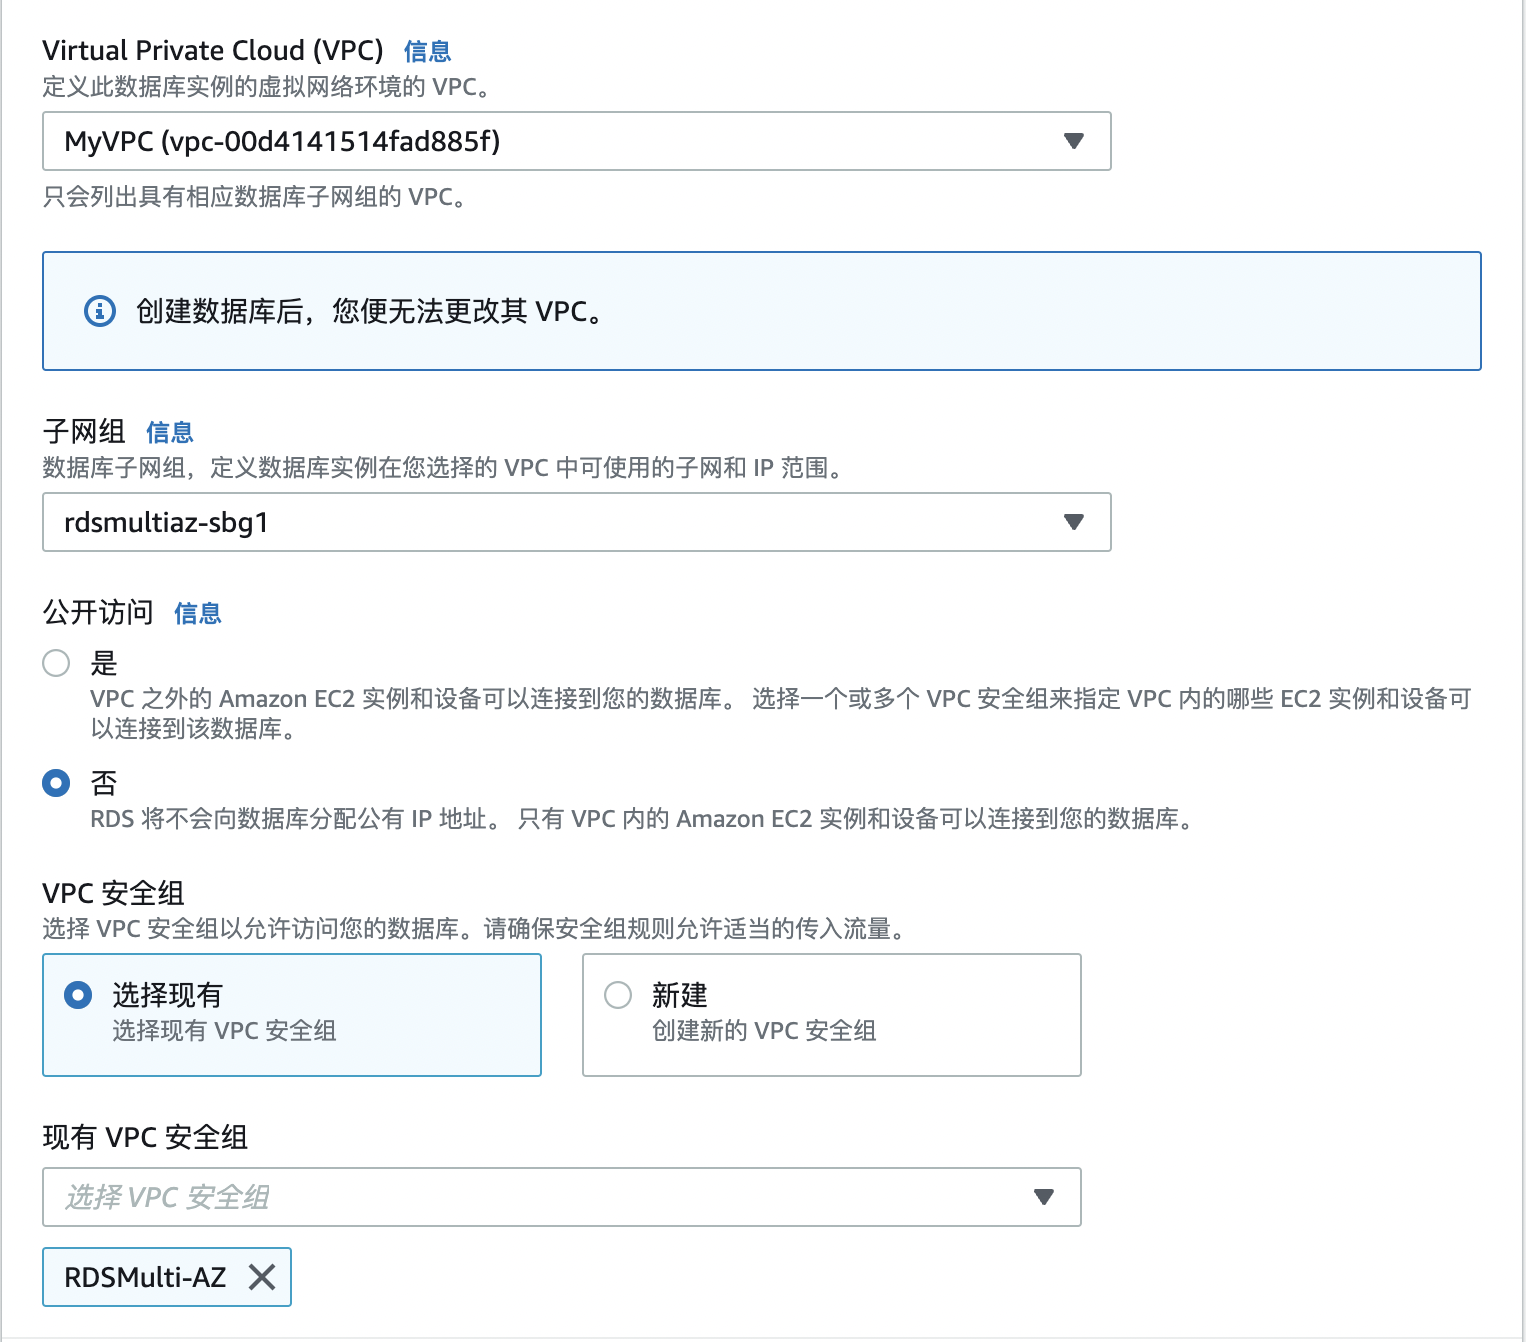 Virtual Private Cloud (VPC) 信息
定义此数据库实例的虚拟网络环境的 VPC。
MyVPC (vpc-00d4141514fad885f)
只会列出具有相应数据库子网组的 VPC。
创建数据库后，您便无法更改其 VPC。
子网组 信息
数据库子网组，定义数据库实例在您选择的 VPC 中可使用的子网和 IP 范围。
rdsmultiaz-sbg1
公开访问 信息
是
VPC 之外的 Amazon EC2 实例和设备可以连接到您的数据库。 选择一个或多个 VPC 安全组来指定 VPC 内的哪些 EC2 实例和设备可
以连接到该数据库。
否
RDS 将不会向数据库分配公有 IP 地址。 只有 VPC 内的 Amazon EC2 实例和设备可以连接到您的数据库。
VPC 安全组
选择 VPC 安全组以允许访问您的数据库。请确保安全组规则允许适当的传入流量。
选择现有
选择现有 VPC 安全组
新建
创建新的 VPC 安全组
现有 VPC 安全组
选择 VPC 安全组
RDSMulti-AZ